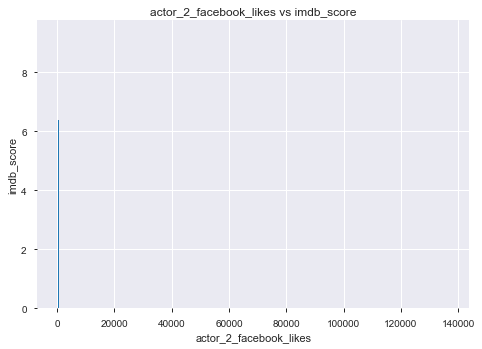 actor_2_facebook_likes vs imdb_score
8
6
4
2
0
imdb_score
0 20000 40000 60000 80000 100000 120000 140000
actor_2_facebook_likes